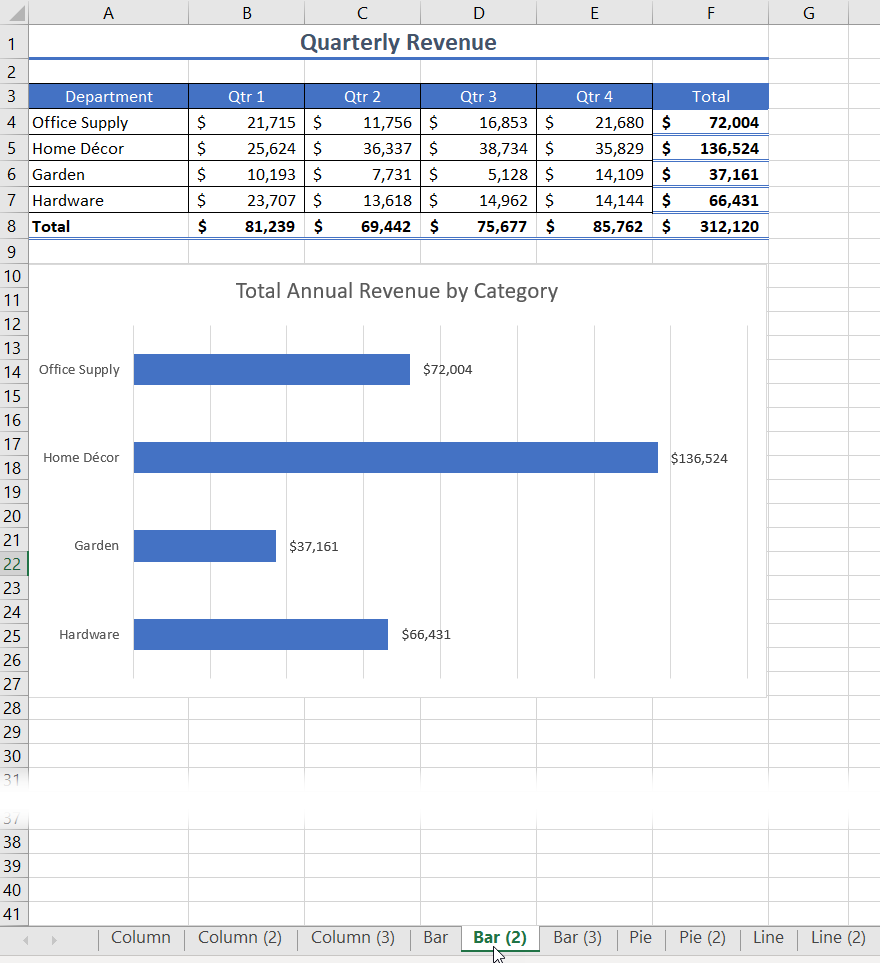 A B C D E F G
1 Quarterly Revenue
2
3 Department Qtr 1 Qtr 2 Qtr 3 Qtr 4 Total
4 Office Supply $ 21,715 $ 11,756 $ 16,853 $ 21,680 $ 72,004
5 Home Décor $ 25,624 $ 36,337 $ 38,734 $ 35,829 $ 136,524
6 Garden $ 10,193 $ 7,731 $ 5,128 $ 14,109 $ 37,161
7 Hardware $ 23,707 $ 13,618 $ 14,962 $ 14,144 $ 66,431
8 Total $ 81,239 $ 69,442 $ 75,677 $ 85,762 $ 312,120
9
10
Total Annual Revenue by Category
11
12
13
14 Office Supply $72,004
15
16
17
18 Home Décor $136,524
19
20
21 Garden $37,161
22
23
24
25 Hardware $66,431
26
27
28
29
30
31
37
38
39
40
41
Column Column (2) Column (3) Bar Bar (2) Bar (3) Pie Pie (2) Line Line (2)